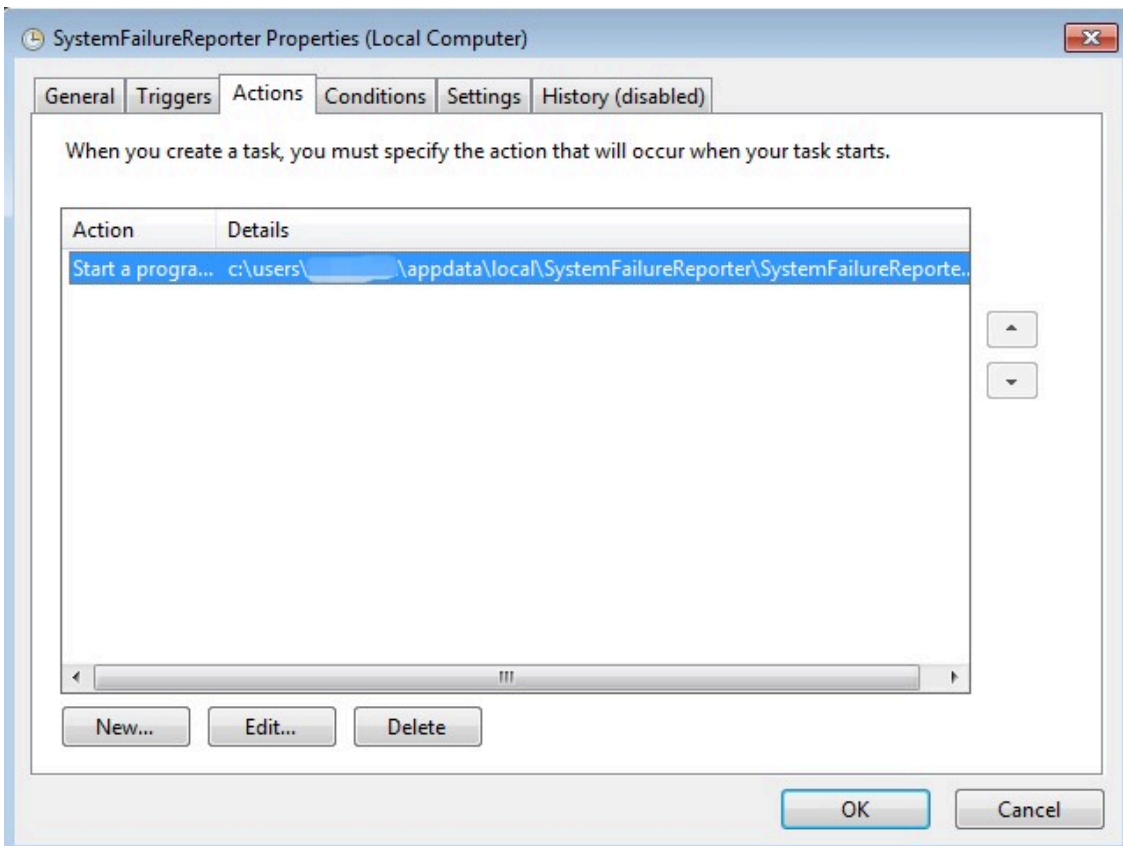 SystemFailureReporter Properties (Local Computer)
General Triggers Actions Conditions Settings History (disabled)
When you create a task, you must specify the action that will occur when your task starts.
Action Details
Start a progra... c:\users\ \appdata\local\SystemFailureReporter\SystemFailureReporte..
New... Edit... Delete
OK Cancel